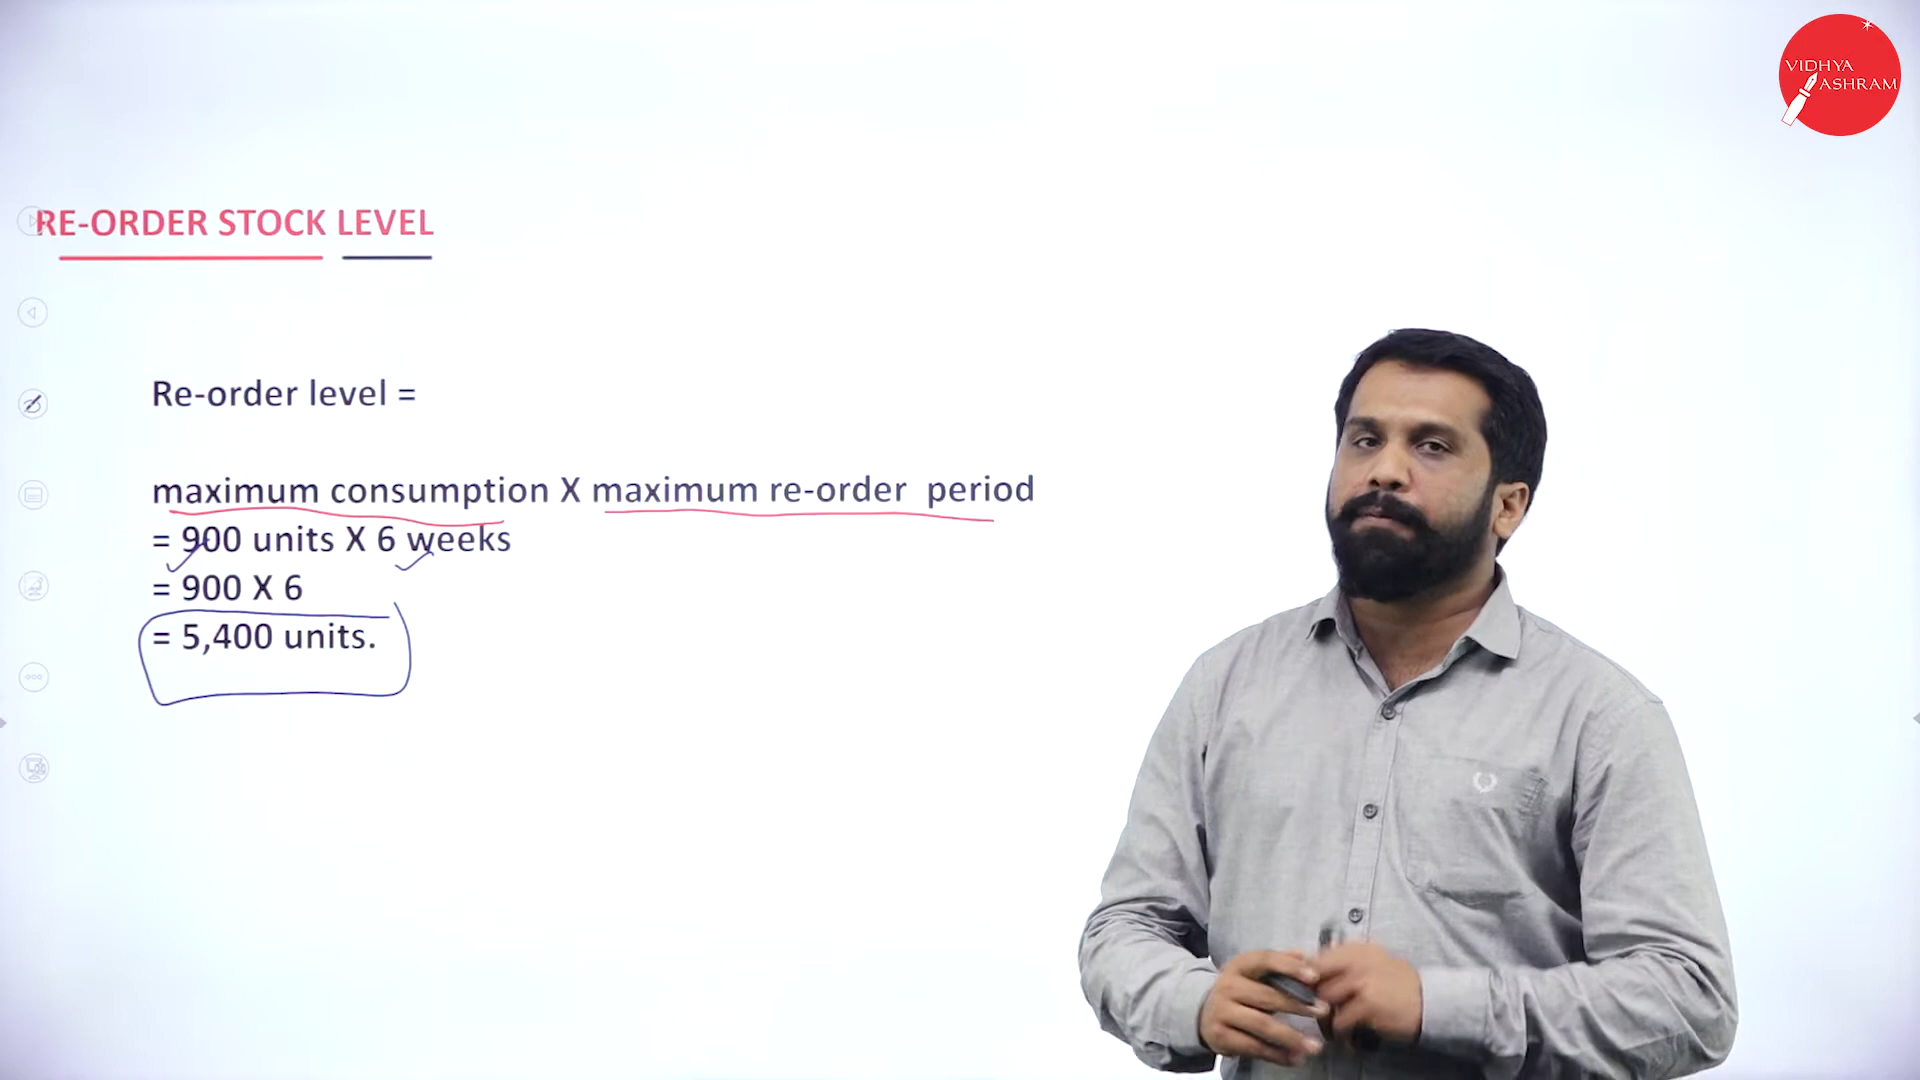 VIDHYA
ASHRAM
RE-ORDER STOCK LEVEL
Re-order level =
maximum consumption X maximum re-order period
= 900 units X 6 weeks
= 900 X 6
= 5,400 units.